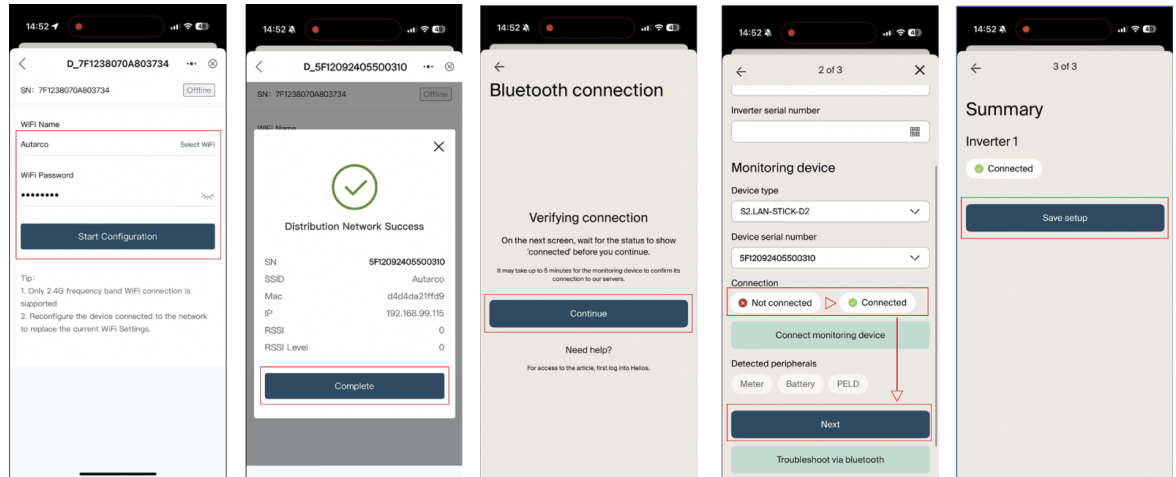 14:52
D_7F1238070A803734
SN: 7F1238070A803734
Offline
WiFi Name
Autarco
Select WiFi
WiFi Password
••••••••
Start Configuration
Tip:
1. Only 2.4G frequency band WiFi connection is
supported
2. Reconfigure the device connected to the network
to replace the current WiFi Settings.
14:52
D_5F12092405500310
SN: 7F1238070A803734
Offline
WiFi Name
Distribution Network Success
SN 5F12092405500310
SSID Autarco
Mac d4d4da21ffd9
IP 192.168.99.115
RSSI 0
RSSI Level 0
Complete
14:52
Bluetooth connection
Verifying connection
On the next screen, wait for the status to show
'connected' before you continue.
It may take up to 5 minutes for the monitoring device to confirm its
connection to our servers.
Continue
Need help?
For access to the article, first log into Helios.
14:52
2 of 3
Inverter serial number
Monitoring device
Device type
S2.LAN-STICK-D2
Device serial number
5F12092405500310
Connection
Not connected
Connected
Connect monitoring device
Detected peripherals
Meter
Battery
PELD
Next
Troubleshoot via bluetooth
14:52
3 of 3
Summary
Inverter 1
Connected
Save setup